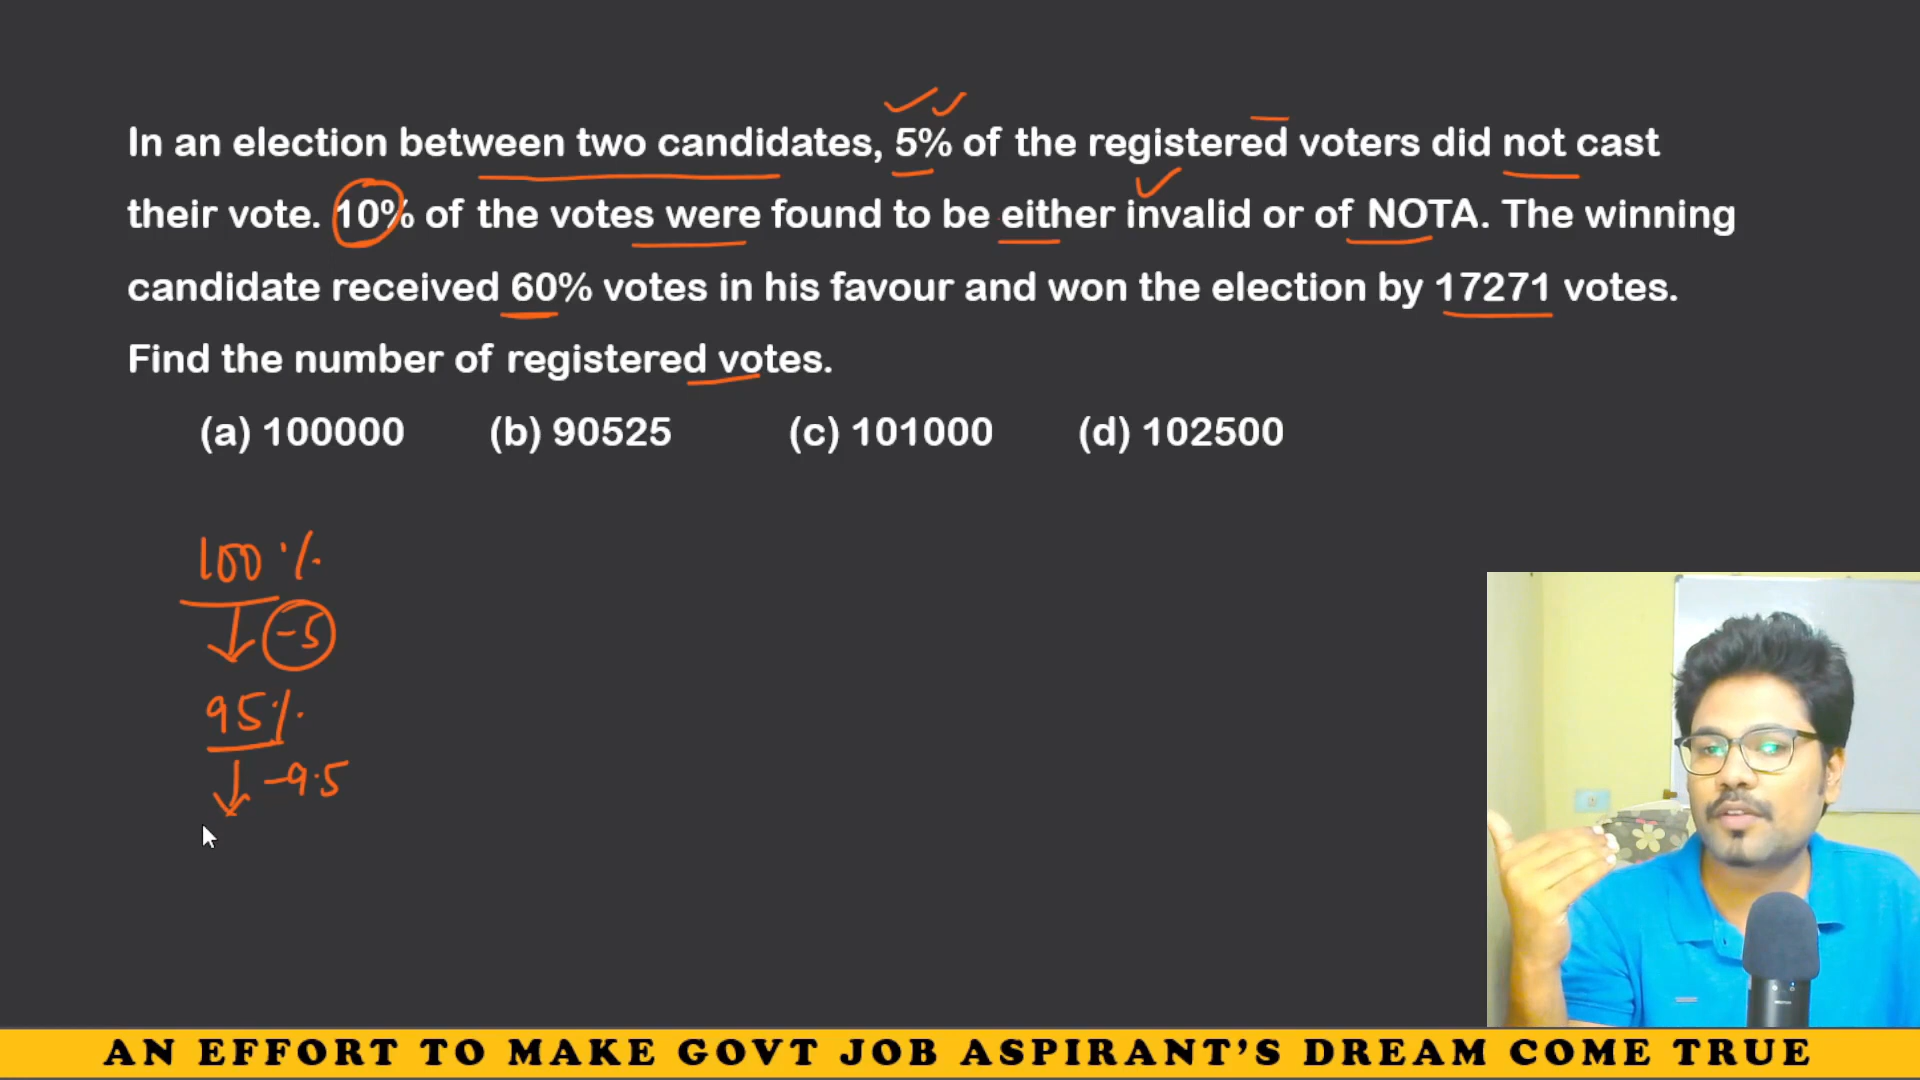 In an election between two candidates, 5% of the registered voters did not cast
their vote. 10% of the votes were found to be either invalid or of NOTA. The winning
candidate received 60% votes in his favour and won the election by 17271 votes.
Find the number of registered votes.
(a) 100000 (b) 90525 (c) 101000 (d) 102500
100 %
-5
95%
-9.5
AN EFFORT TO MAKE GOVT JOB ASPIRANT'S DREAM COME TRUE